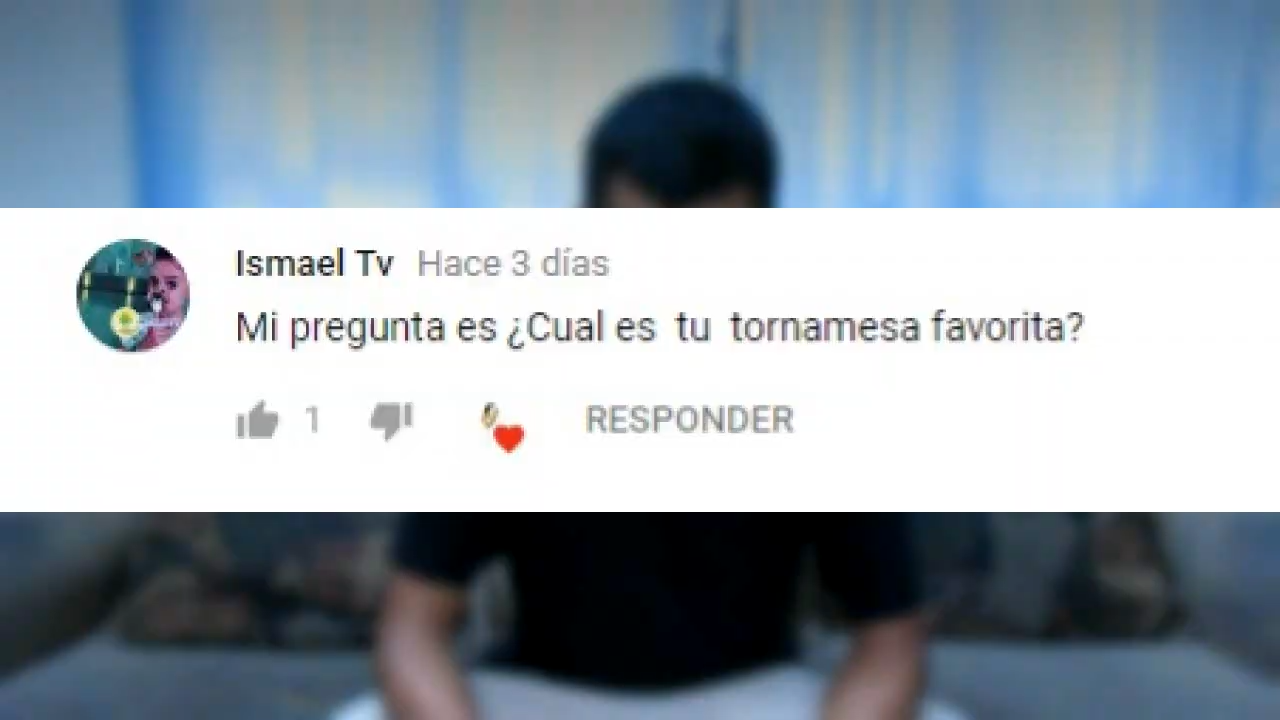 Ismael Tv Hace 3 días
Mi pregunta es ¿Cual es tu tornamesa favorita?
1 RESPONDER